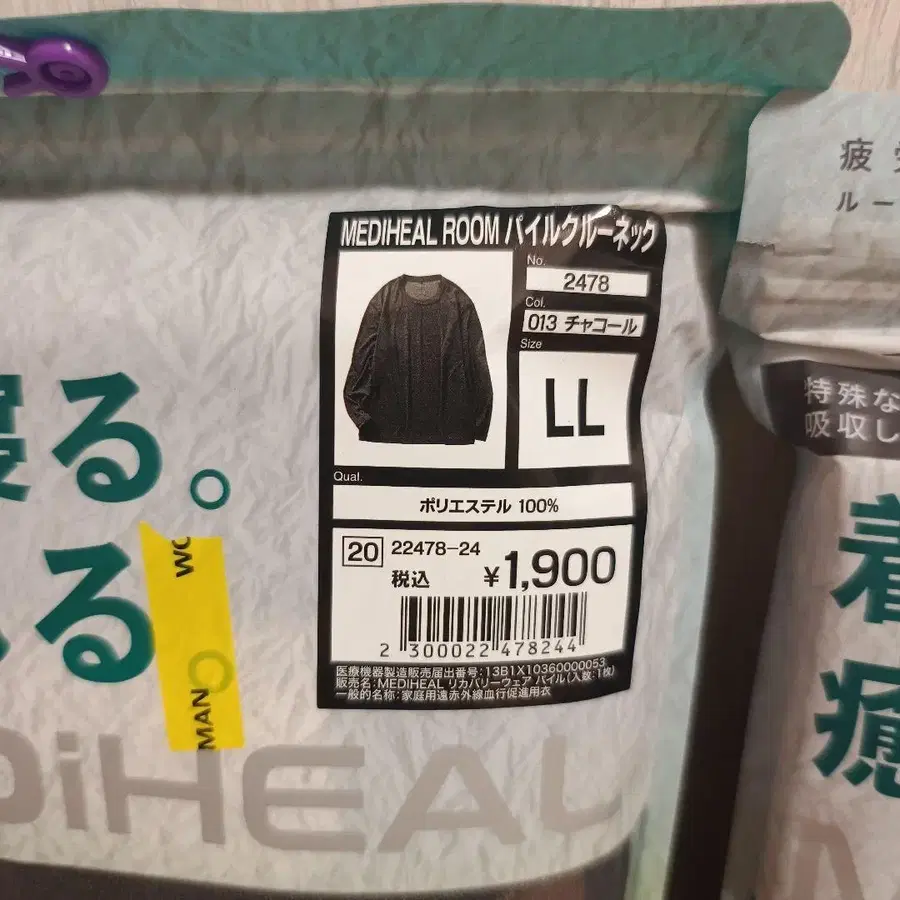 MEDIHEAL ROOM パイルクルーネック
No.
2478
Col.
013 チャコール
Size
LL
Qual.
ポリエステル 100%
20 22478-24
税込 ¥1,900
2 300022 478244
医療機器製造販売届出番号:13B1X10360000053
販売名:MEDIHEAL リカバリーウェア パイル(入数:1枚)
一般的名称:家庭用遠赤外線血行促進用衣
寝る。
る
WO
MAN
DiHEAL
疲労
ルー
特殊な
吸収し
着
癒